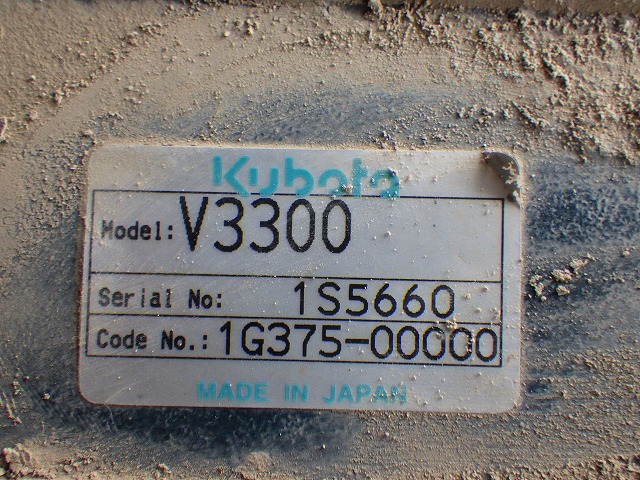 Kubota
Model: V3300
Serial No: 1S5660
Code No.: 1G375-00000
MADE IN JAPAN